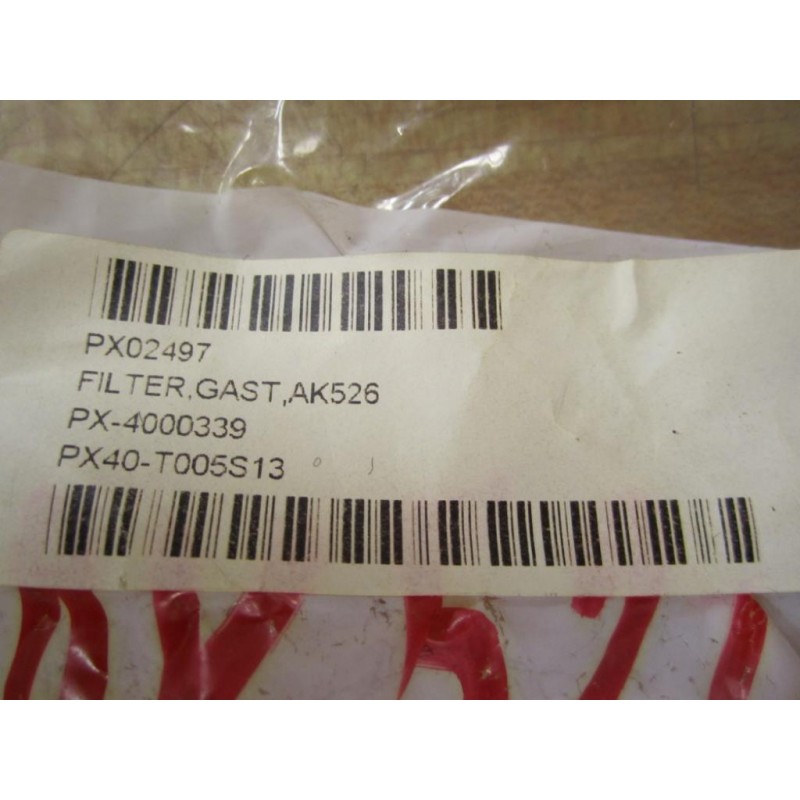 PX02497
FILTER,GAST,AK526
PX-4000339
PX40-T005S13